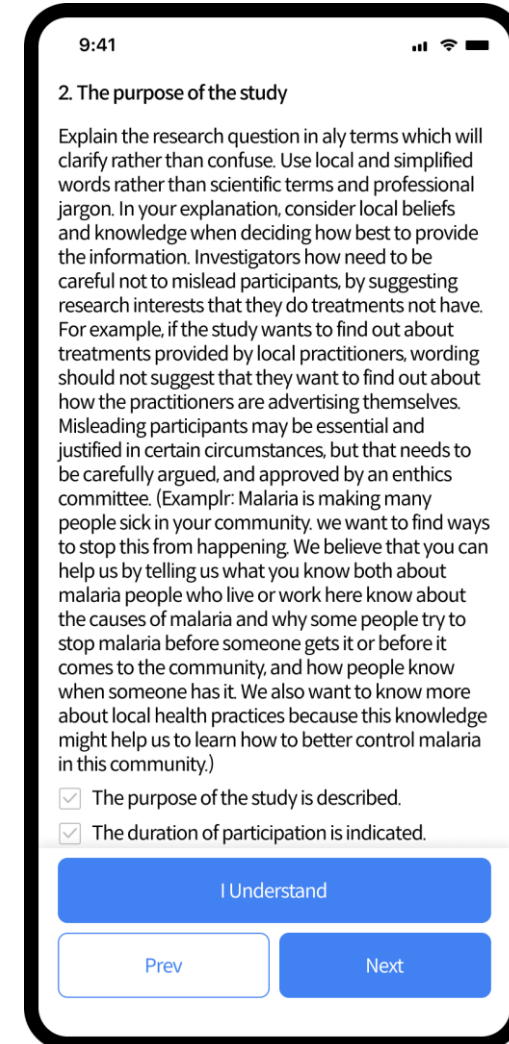 9:41
2. The purpose of the study
Explain the research question in aly terms which will
clarify rather than confuse. Use local and simplified
words rather than scientific terms and professional
jargon. In your explanation, consider local beliefs
and knowledge when deciding how best to provide
the information. Investigators how need to be
careful not to mislead participants, by suggesting
research interests that they do treatments not have.
For example, if the study wants to find out about
treatments provided by local practitioners, wording
should not suggest that they want to find out about
how the practitioners are advertising themselves.
Misleading participants may be essential and
justified in certain circumstances, but that needs to
be carefully argued, and approved by an enthics
committee. (Examplr: Malaria is making many
people sick in your community. we want to find ways
to stop this from happening. We believe that you can
help us by telling us what you know both about
malaria people who live or work here know about
the causes of malaria and why some people try to
stop malaria before someone gets it or before it
comes to the community, and how people know
when someone has it. We also want to know more
about local health practices because this knowledge
might help us to learn how to better control malaria
in this community.)
The purpose of the study is described.
The duration of participation is indicated.
I Understand
Prev
Next